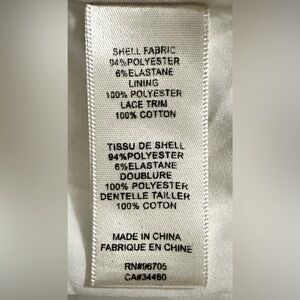 SHELL FABRIC
94%POLYESTER
6%ELASTANE
LINING
100% POLYESTER
LACE TRIM
100% COTTON
TISSU DE SHELL
94%POLYESTER
6%ELASTANE
DOUBLURE
100% POLYESTER
DENTELLE TAILLER
100% COTON
MADE IN CHINA
FABRIQUE EN CHINE
RN#96705
CA#34460